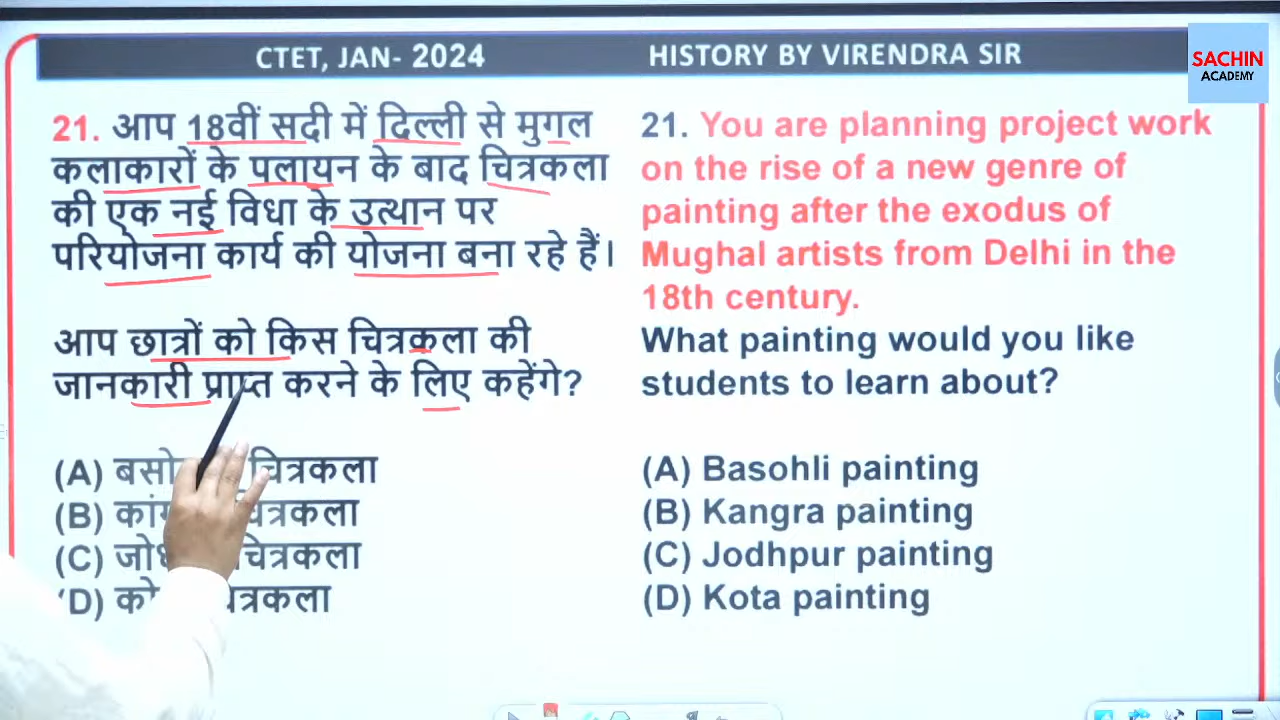 CTET, JAN- 2024
HISTORY BY VIRENDRA SIR
SACHIN
ACADEMY
21. आप 18वीं सदी में दिल्ली से मुगल
कलाकारों के पलायन के बाद चित्रकला
की एक नई विधा के उत्थान पर
परियोजना कार्य की योजना बना रहे हैं।
आप छात्रों को किस चित्रकला की
जानकारी प्राप्त करने के लिए कहेंगे?
(A) चित्रकला
(B) चित्रकला
(C) चित्रकला
(D) चित्रकला
21. You are planning project work
on the rise of a new genre of
painting after the exodus of
Mughal artists from Delhi in the
18th century.
What painting would you like
students to learn about?
(A) Basohli painting
(B) Kangra painting
(C) Jodhpur painting
(D) Kota painting